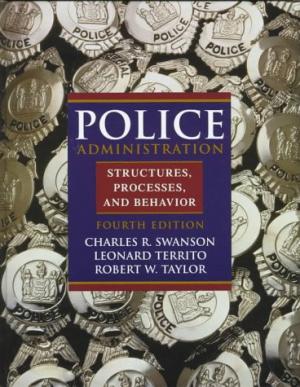 POLICE
ADMINISTRATION
STRUCTURES,
PROCESSES,
AND BEHAVIOR
FOURTH EDITION
CHARLES R. SWANSON
LEONARD TERRITO
ROBERT W. TAYLOR